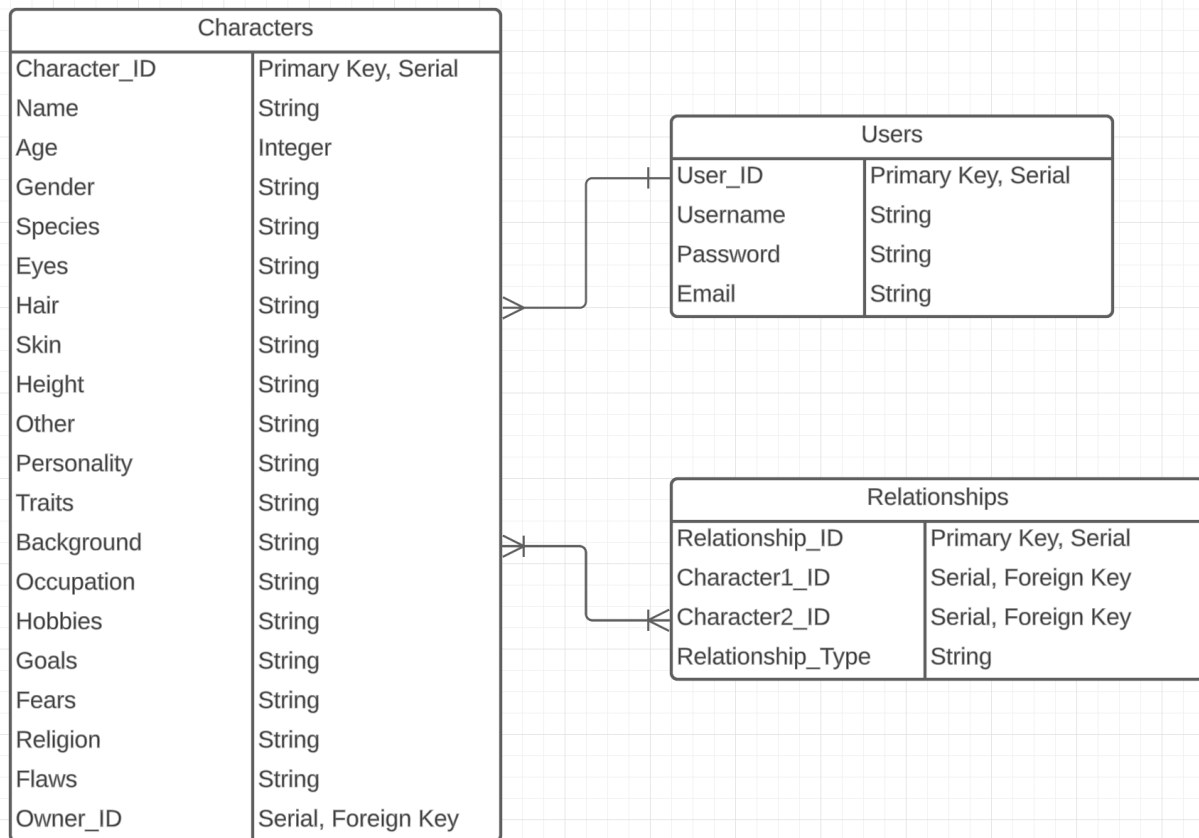 Characters
Character_ID Primary Key, Serial
Name String
Age Integer
Gender String
Species String
Eyes String
Hair String
Skin String
Height String
Other String
Personality String
Traits String
Background String
Occupation String
Hobbies String
Goals String
Fears String
Religion String
Flaws String
Owner_ID Serial, Foreign Key
Users
User_ID Primary Key, Serial
Username String
Password String
Email String
Relationships
Relationship_ID Primary Key, Serial
Character1_ID Serial, Foreign Key
Character2_ID Serial, Foreign Key
Relationship_Type String